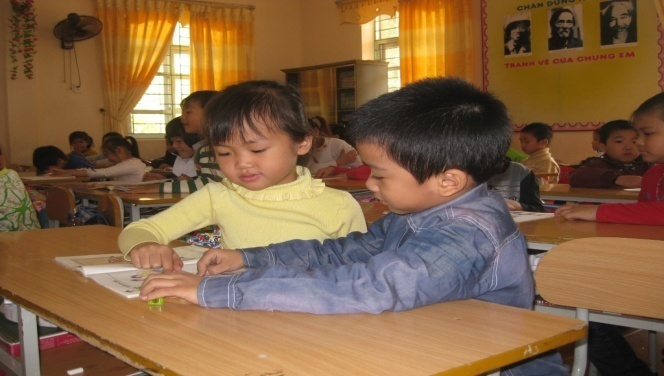 CHÂN DUNG
TRANH VẼ CỦA CHÚNG EM